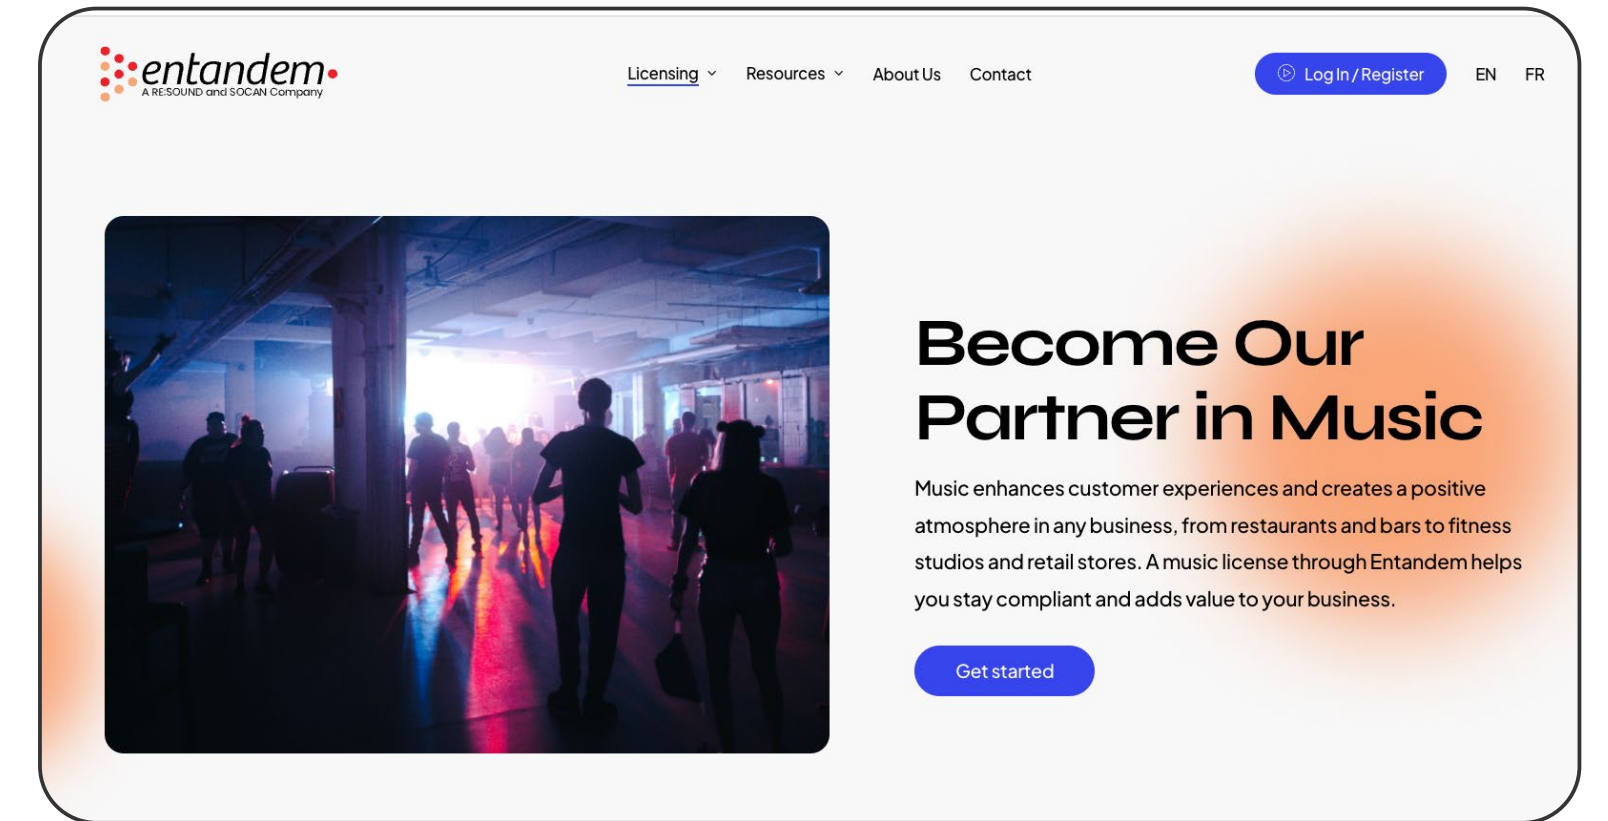 entandem
A RE:SOUND and SOCAN Company
Licensing
Resources
About Us
Contact
Log In / Register
EN
FR
Become Our
Partner in Music
Music enhances customer experiences and creates a positive
atmosphere in any business, from restaurants and bars to fitness
studios and retail stores. A music license through Entandem helps
you stay compliant and adds value to your business.
Get started